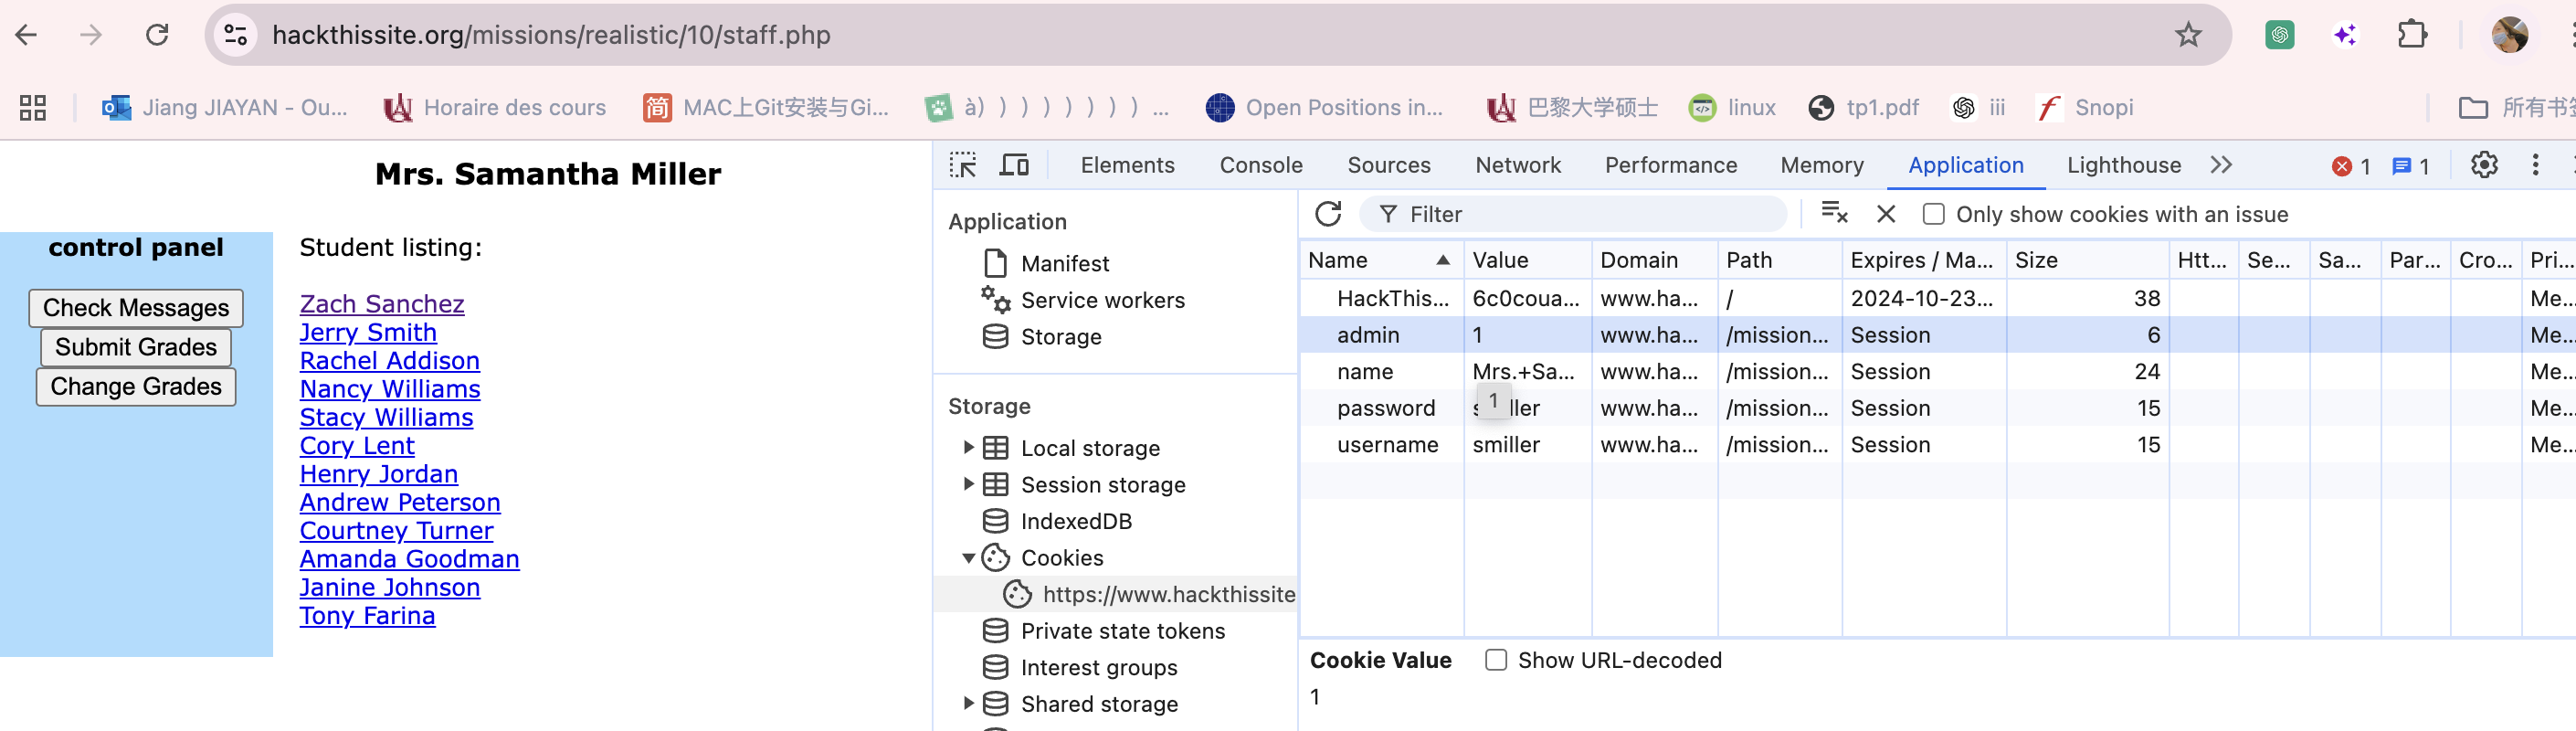 hackthissite.org/missions/realistic/10/staff.php
Jiang JIAYAN - Ou... Horaire des cours 简 MAC上Git安装与Gi... à) ) ) ) ) ) ) ) ... Open Positions in... 巴黎大学硕士 linux tp1.pdf iii Snopi 所有书
Mrs. Samantha Miller
control panel
Check Messages
Submit Grades
Change Grades
Student listing:
Zach Sanchez
Jerry Smith
Rachel Addison
Nancy Williams
Stacy Williams
Cory Lent
Henry Jordan
Andrew Peterson
Courtney Turner
Amanda Goodman
Janine Johnson
Tony Farina
Elements Console Sources Network Performance Memory Application Lighthouse 1 1
Application
Manifest
Service workers
Storage
Storage
Local storage
Session storage
IndexedDB
Cookies
https://www.hackthissite
Private state tokens
Interest groups
Shared storage
Filter Only show cookies with an issue
Name Value Domain Path Expires / Ma... Size Htt... Se... Sa... Par... Cro... Pri...
HackThis... 6c0coua... www.ha... / 2024-10-23... 38 Me...
admin 1 www.ha... /mission... Session 6 Me...
name Mrs.+Sa... www.ha... /mission... Session 24 Me...
password www.ha... /mission... Session 15 Me...
1
username smiller www.ha... /mission... Session 15 Me...
Cookie Value Show URL-decoded
1